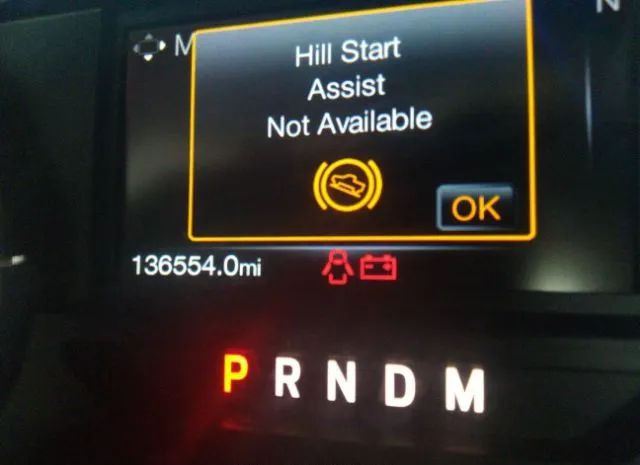 M
N
Hill Start
Assist
Not Available
OK
136554.0mi
P R N D M